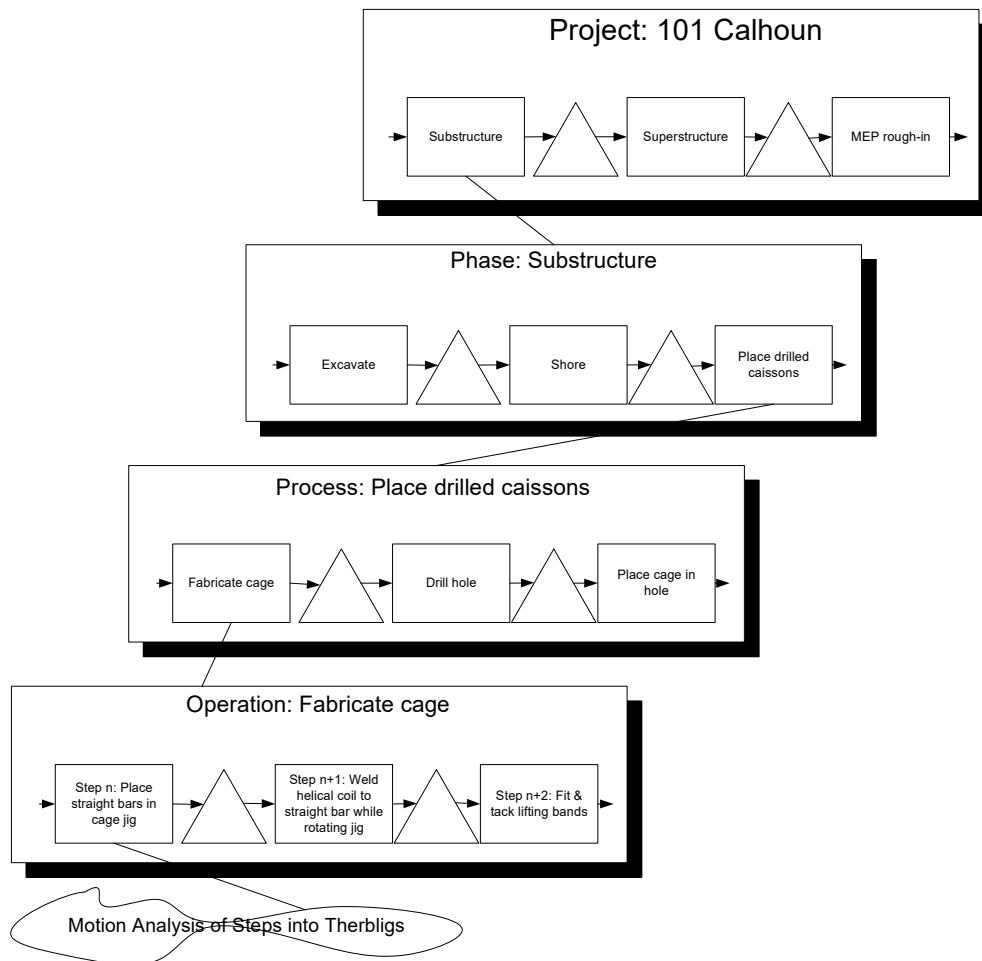 Project: 101 Calhoun
Substructure
Superstructure
MEP rough-in
Phase: Substructure
Excavate
Shore
Place drilled
caissons
Process: Place drilled caissons
Fabricate cage
Drill hole
Place cage in
hole
Operation: Fabricate cage
Step n: Place
straight bars in
cage jig
Step n+1: Weld
helical coil to
straight bar while
rotating jig
Step n+2: Fit &
tack lifting bands
Motion Analysis of Steps into Therbligs